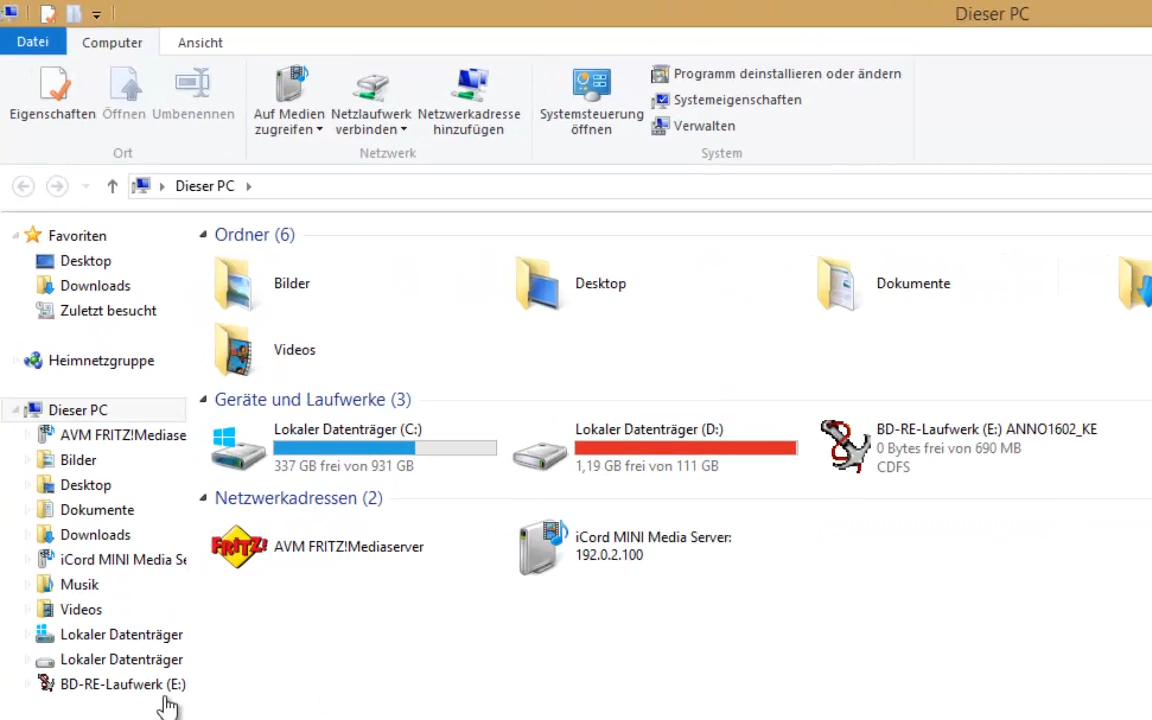 Dieser PC
Datei
Computer
Ansicht
Eigenschaften
Öffnen
Umbenennen
Ort
Auf Medien
zugreifen
Netzlaufwerk
verbinden
Netzwerkadresse
hinzufügen
Netzwerk
Systemsteuerung
öffnen
Programm deinstallieren oder ändern
Systemeigenschaften
Verwalten
System
Dieser PC
Favoriten
Desktop
Downloads
Zuletzt besucht
Heimnetzgruppe
Dieser PC
AVM FRITZ!Mediase
Bilder
Desktop
Dokumente
Downloads
iCord MINI Media Se
Musik
Videos
Lokaler Datenträger
Lokaler Datenträger
BD-RE-Laufwerk (E:)
Ordner (6)
Bilder
Desktop
Dokumente
Videos
Geräte und Laufwerke (3)
Lokaler Datenträger (C:)
337 GB frei von 931 GB
Lokaler Datenträger (D:)
1,19 GB frei von 111 GB
BD-RE-Laufwerk (E:) ANNO1602_KE
0 Bytes frei von 690 MB
CDFS
Netzwerkadressen (2)
FRITZ!
AVM FRITZ!Mediaserver
iCord MINI Media Server:
192.0.2.100